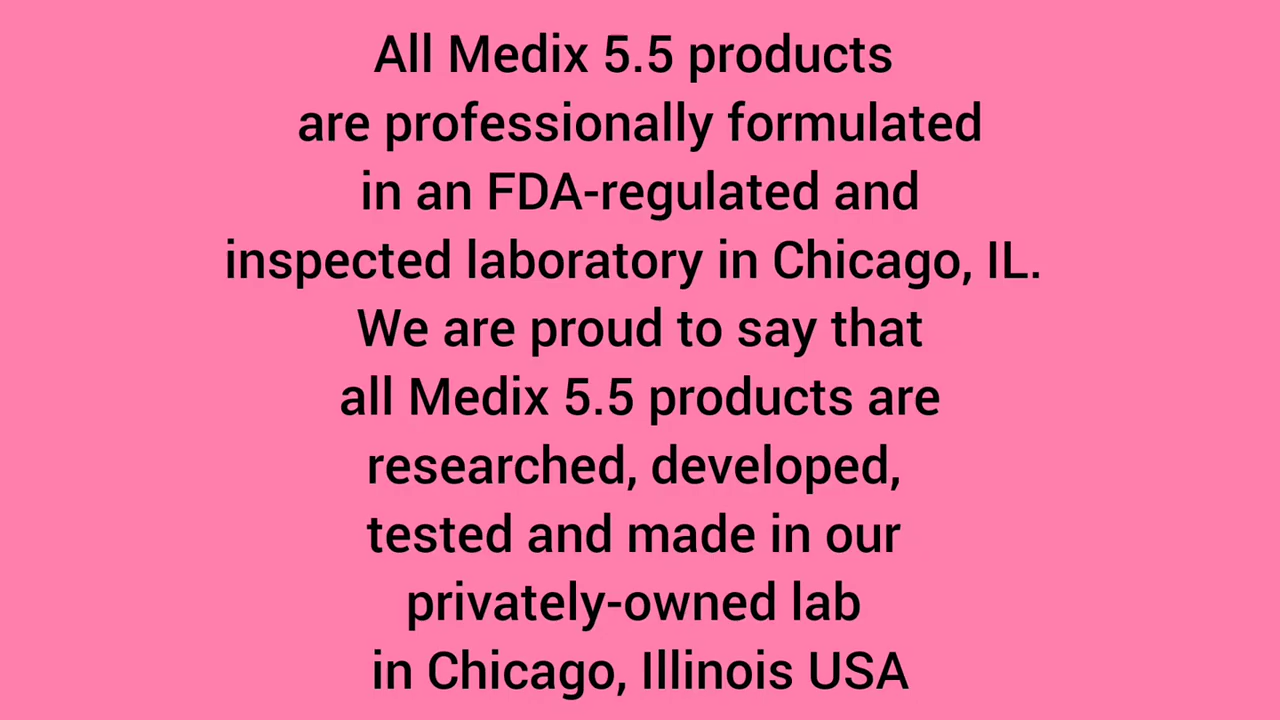 All Medix 5.5 products
are professionally formulated
in an FDA-regulated and
inspected laboratory in Chicago, IL.
We are proud to say that
all Medix 5.5 products are
researched, developed,
tested and made in our
privately-owned lab
in Chicago, Illinois USA